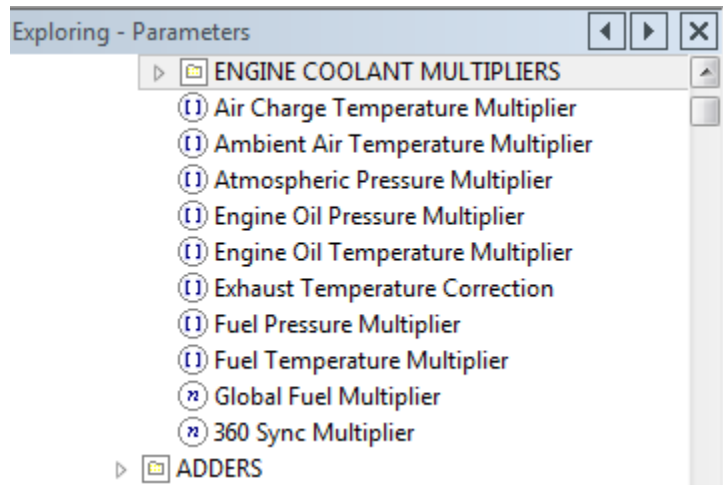 Exploring - Parameters
ENGINE COOLANT MULTIPLIERS
[ ] Air Charge Temperature Multiplier
[ ] Ambient Air Temperature Multiplier
[ ] Atmospheric Pressure Multiplier
[ ] Engine Oil Pressure Multiplier
[ ] Engine Oil Temperature Multiplier
[ ] Exhaust Temperature Correction
[ ] Fuel Pressure Multiplier
[ ] Fuel Temperature Multiplier
n Global Fuel Multiplier
n 360 Sync Multiplier
ADDERS